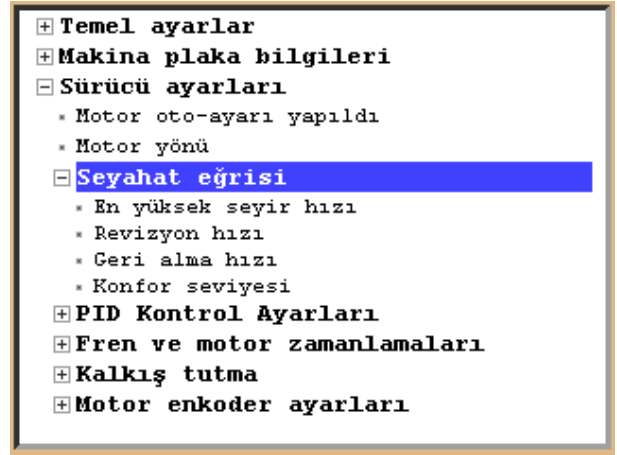 Temel ayarlar
Makina plaka bilgileri
Sürücü ayarları
Motor oto-ayarı yapıldı
Motor yönü
Seyahat eğrisi
En yüksek seyir hızı
Revizyon hızı
Geri alma hızı
Konfor seviyesi
PID Kontrol Ayarları
Fren ve motor zamanlamaları
Kalkış tutma
Motor enkoder ayarları